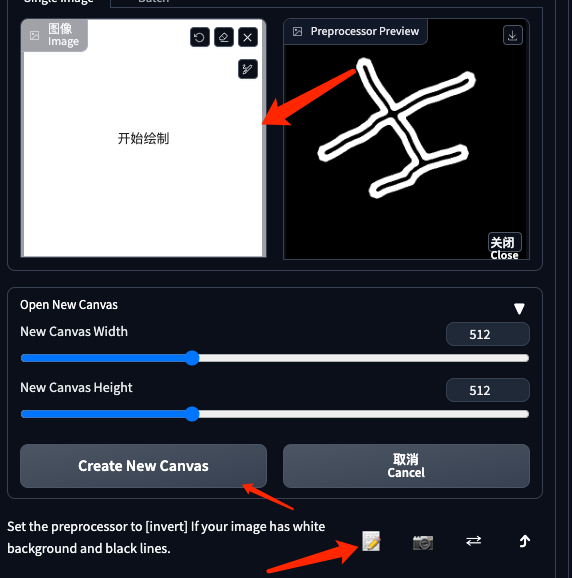 Single Image
Batch
图像
Image
开始绘制
Preprocessor Preview
关闭
Close
Open New Canvas
New Canvas Width
512
New Canvas Height
512
Create New Canvas
取消
Cancel
Set the preprocessor to [invert] If your image has white
background and black lines.